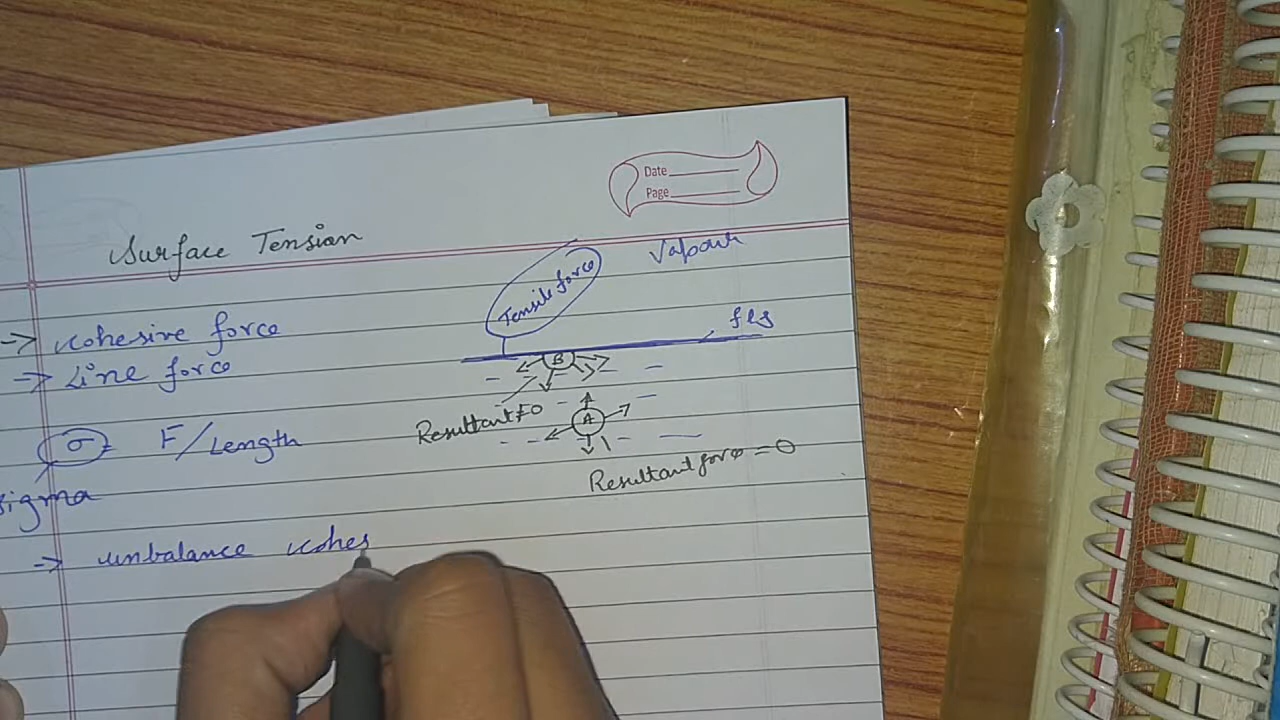 Date
Page
Surface Tension
Vapour
Tensile force
-> cohesive force
fls
-> Line force
B
Resultant ≠ 0
A
σ = F/Length
Resultant force = 0
sigma
-> unbalance cohes